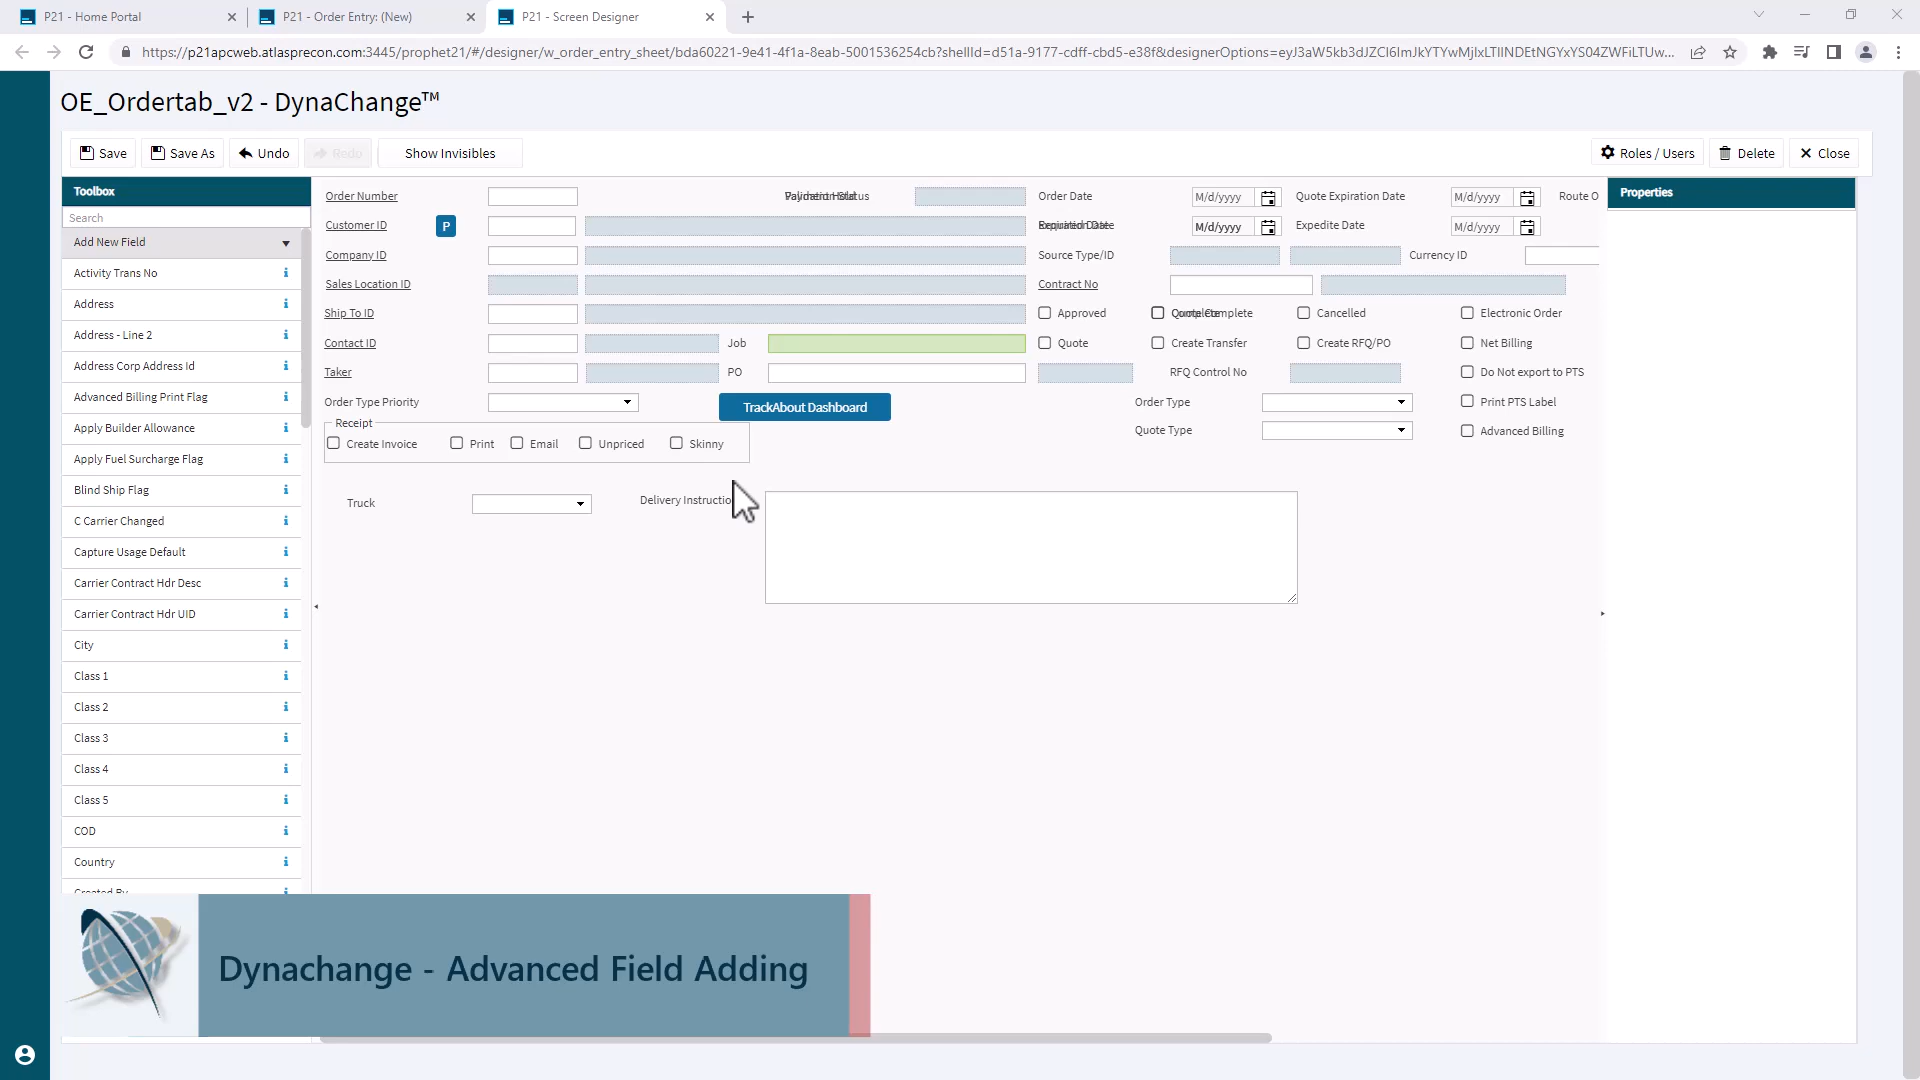 P21 - Home Portal
P21 - Order Entry: (New)
P21 - Screen Designer
https://p21apcweb.atlasprecon.com:3445/prophet21/#/designer/w_order_entry_sheet/bda60221-9e41-4f1a-8eab-5001536254cb?shellId=d51a-9177-cdff-cbd5-e38f&designerOptions=eyJ3aW5kb3dJZCI6ImJkYTYwMjIxLTllNDEtNGYxYS04ZWFiLTUw...
OE_Ordertab_v2 - DynaChange™
Save
Save As
Undo
Redo
Show Invisibles
Roles / Users
Delete
Close
Toolbox
Search
Add New Field
Activity Trans No
Address
Address - Line 2
Address Corp Address Id
Advanced Billing Print Flag
Apply Builder Allowance
Apply Fuel Surcharge Flag
Blind Ship Flag
C Carrier Changed
Capture Usage Default
Carrier Contract Hdr Desc
Carrier Contract Hdr UID
City
Class 1
Class 2
Class 3
Class 4
Class 5
COD
Country
Created By
Order Number
Order Date M/d/yyyy Quote Expiration Date M/d/yyyy Route O
Customer ID P
M/d/yyyy Expedite Date M/d/yyyy
Company ID Source Type/ID Currency ID
Sales Location ID Contract No
Ship To ID Approved Cancelled Electronic Order
Contact ID Job Quote Create Transfer Create RFQ/PO Net Billing
Taker PO RFQ Control No Do Not export to PTS
Order Type Priority TrackAbout Dashboard Order Type Print PTS Label
Receipt
Quote Type Advanced Billing
Create Invoice Print Email Unpriced Skinny
Truck Delivery Instructio
Properties
Dynachange - Advanced Field Adding